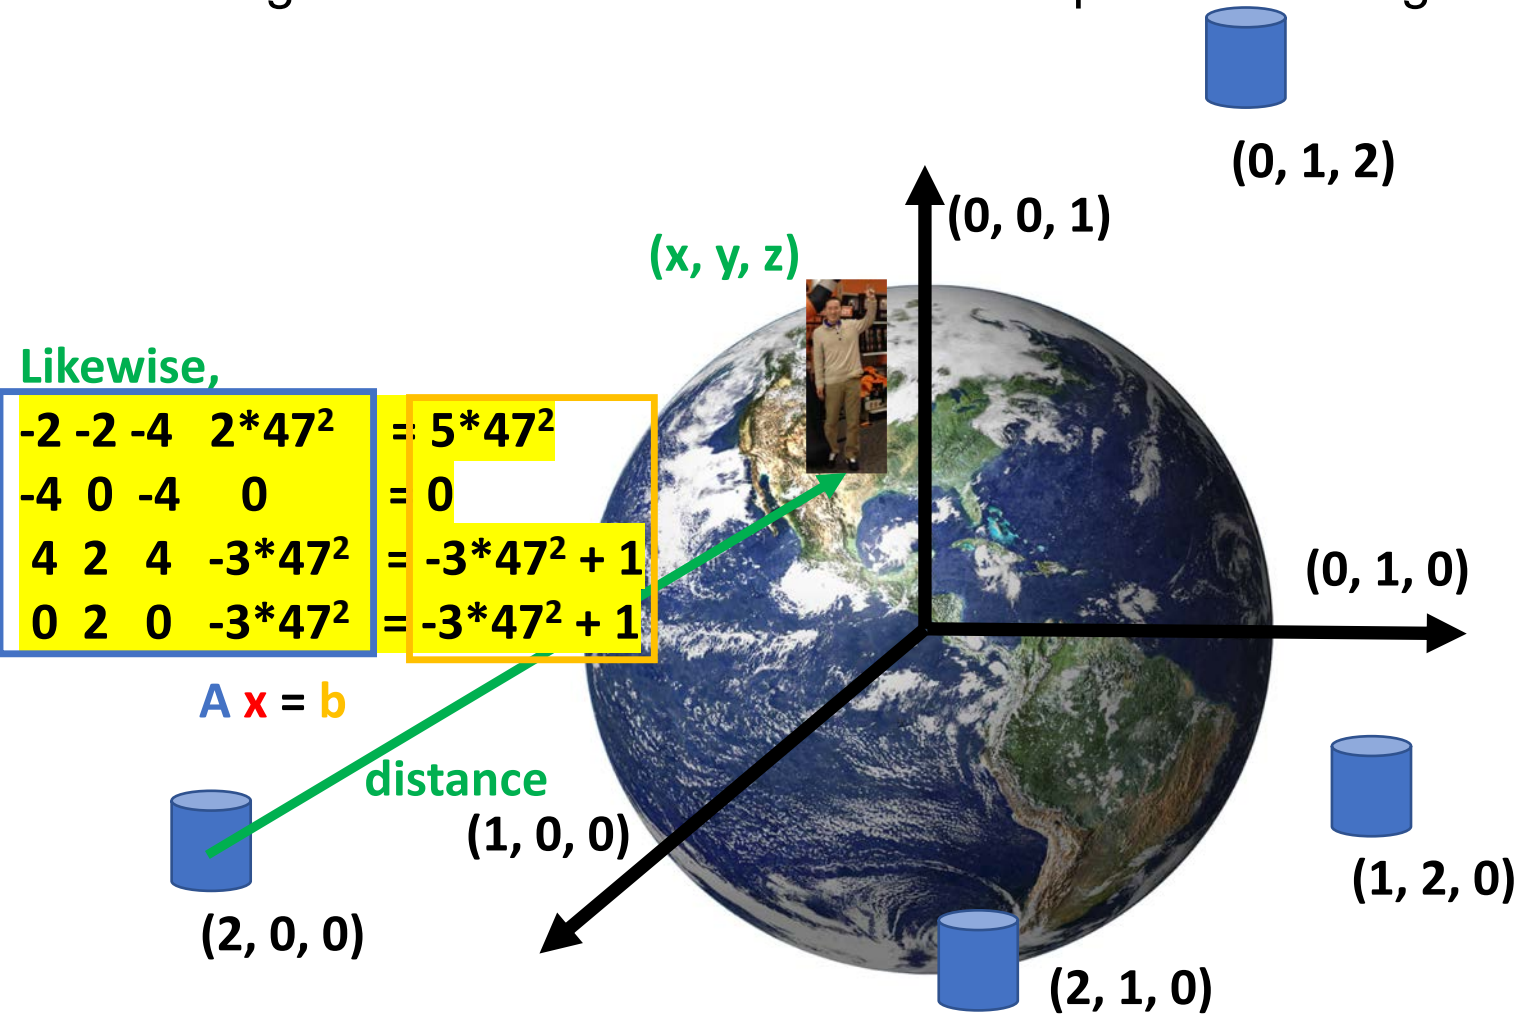 (0, 1, 2)
(0, 0, 1)
(x, y, z)
Likewise,
-2 -2 -4 2*47² = 5*47²
-4 0 -4 0 = 0
4 2 4 -3*47² = -3*47² + 1
0 2 0 -3*47² = -3*47² + 1
(0, 1, 0)
A x = b
distance
(1, 0, 0)
(1, 2, 0)
(2, 0, 0)
(2, 1, 0)